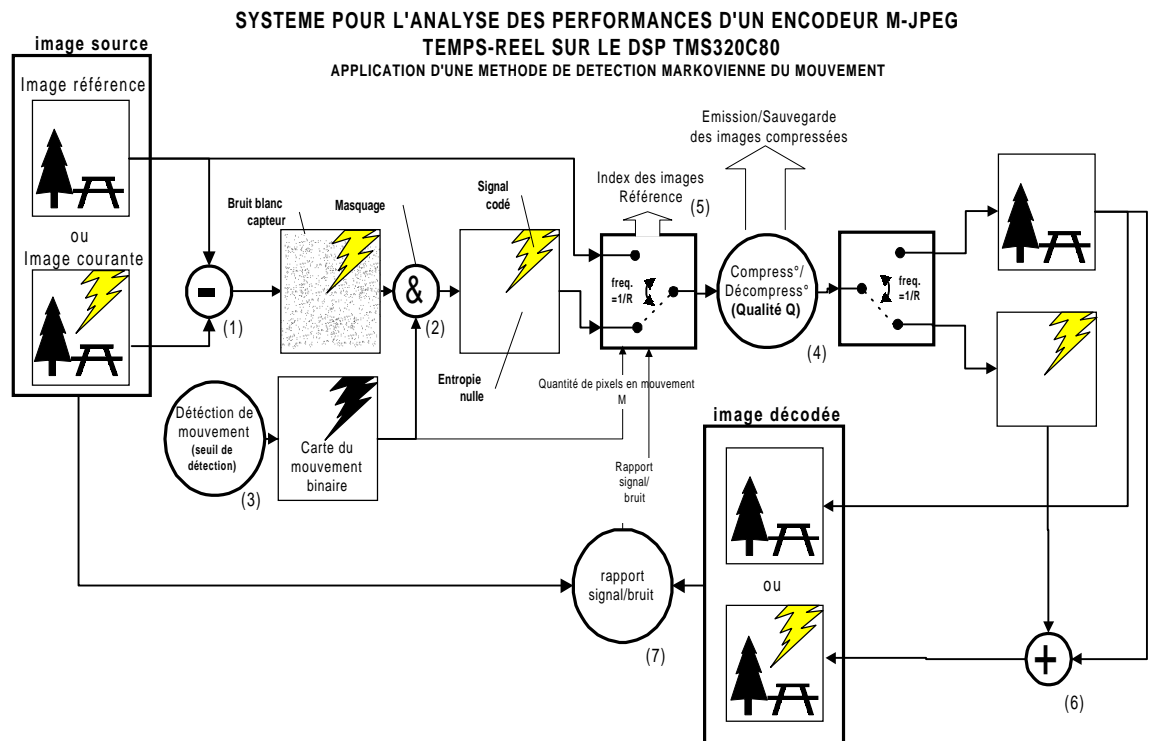 SYSTEME POUR L'ANALYSE DES PERFORMANCES D'UN ENCODEUR M-JPEG
TEMPS-REEL SUR LE DSP TMS320C80
APPLICATION D'UNE METHODE DE DETECTION MARKOVIENNE DU MOUVEMENT
image source
Image référence
ou
Image courante
-
(1)
Bruit blanc
capteur
Masquage
&
(2)
Signal
codé
Entropie
nulle
Détéction de
mouvement
(seuil de
détection)
(3)
Carte du
mouvement
binaire
Index des images
Référence
(5)
freq.
=1/R
Quantité de pixels en mouvement
M
Rapport
signal/
bruit
Emission/Sauvegarde
des images compressées
Compress°/
Décompress°
(Qualité Q)
(4)
freq.
=1/R
image décodée
ou
rapport
signal/bruit
(7)
+
(6)